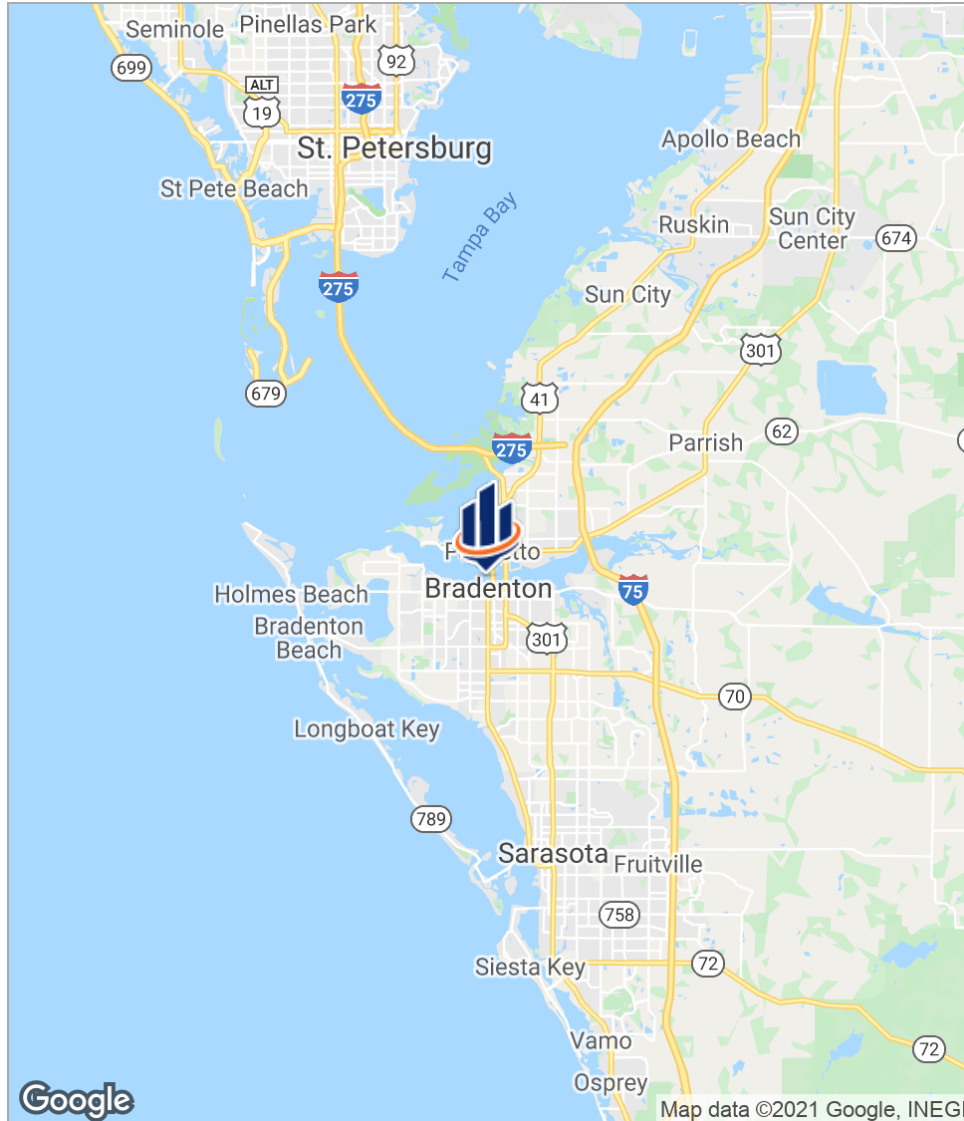 Seminole
Pinellas Park
699
92
ALT
19
275
St. Petersburg
Apollo Beach
St Pete Beach
Tampa Bay
Ruskin
Sun City
Center
674
275
Sun City
301
679
41
62
Parrish
275
Bradenton
75
Holmes Beach
Bradenton
Beach
301
70
Longboat Key
789
Sarasota
Fruitville
758
Siesta Key
72
Vamo
72
Osprey
Google
Map data ©2021 Google, INEGI